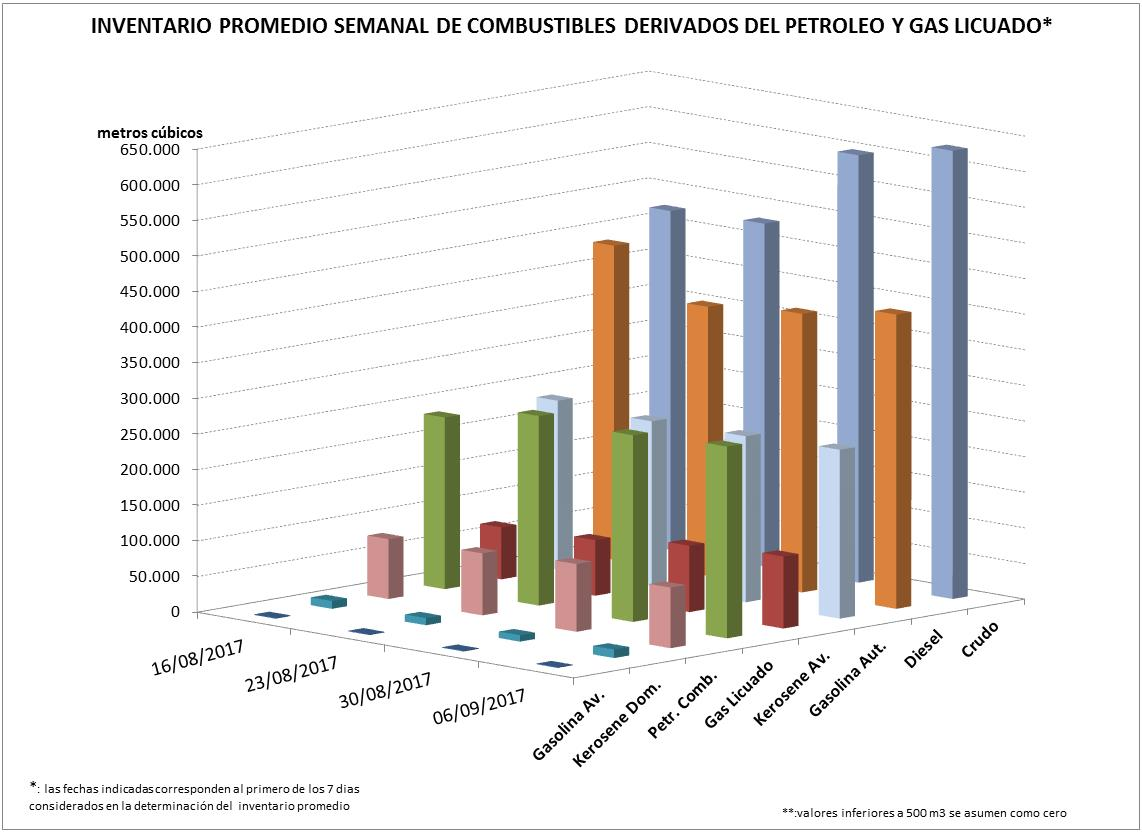 INVENTARIO PROMEDIO SEMANAL DE COMBUSTIBLES DERIVADOS DEL PETROLEO Y GAS LICUADO*
metros cúbicos
650.000
600.000
550.000
500.000
450.000
400.000
350.000
300.000
250.000
200.000
150.000
100.000
50.000
0
16/08/2017
23/08/2017
30/08/2017
06/09/2017
Gasolina Av.
Kerosene Dom.
Petr. Comb.
Gas Licuado
Kerosene Av.
Gasolina Aut.
Diesel
Crudo
*: las fechas indicadas corresponden al primero de los 7 dias
considerados en la determinación del inventario promedio
**:valores inferiores a 500 m3 se asumen como cero